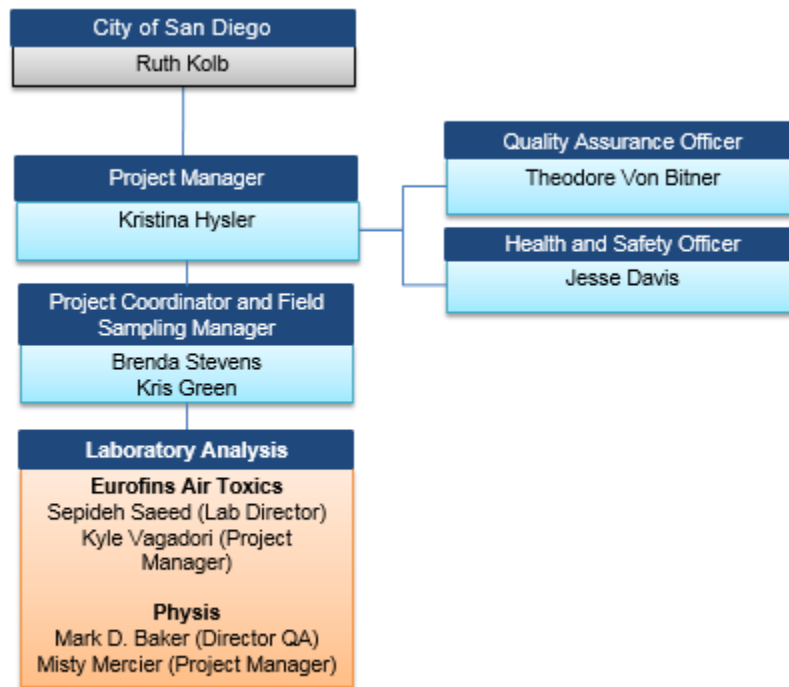 City of San Diego
Ruth Kolb
Project Manager
Kristina Hysler
Quality Assurance Officer
Theodore Von Bitner
Health and Safety Officer
Jesse Davis
Project Coordinator and Field
Sampling Manager
Brenda Stevens
Kris Green
Laboratory Analysis
Eurofins Air Toxics
Sepideh Saeed (Lab Director)
Kyle Vagadori (Project
Manager)
Physis
Mark D. Baker (Director QA)
Misty Mercier (Project Manager)